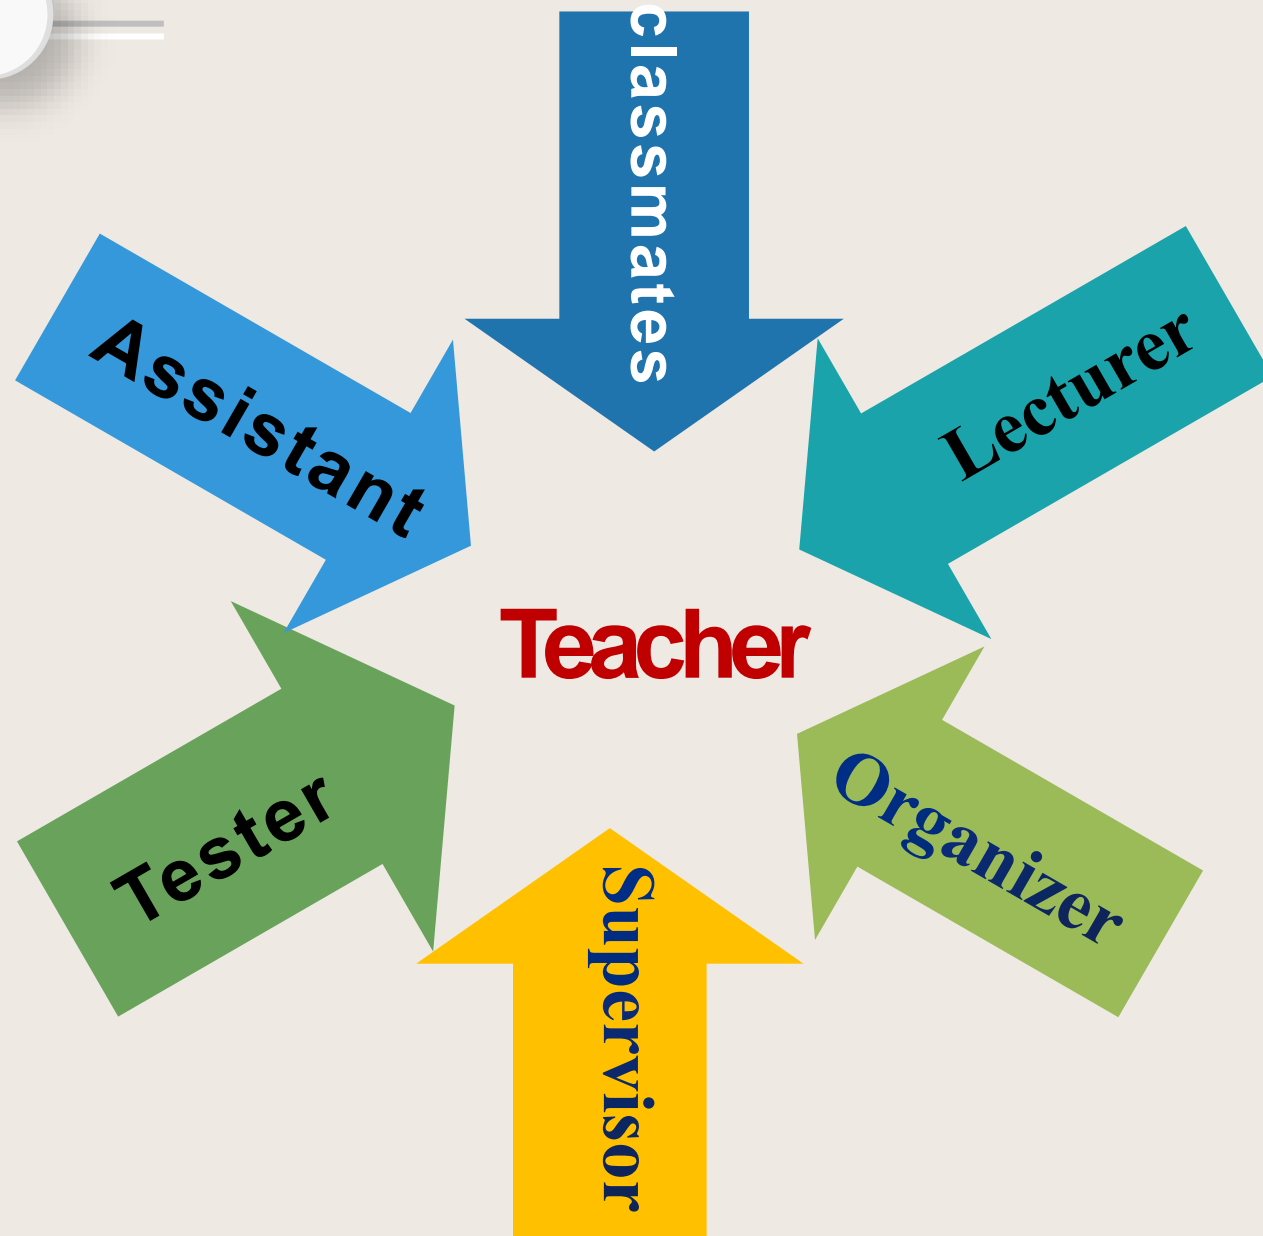 classmates
Assistant
Lecturer
Teacher
Tester
Organizer
Supervisor